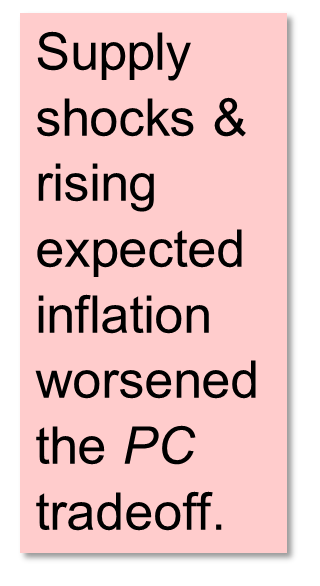 Supply
shocks &
rising
expected
inflation
worsened
the PC
tradeoff.